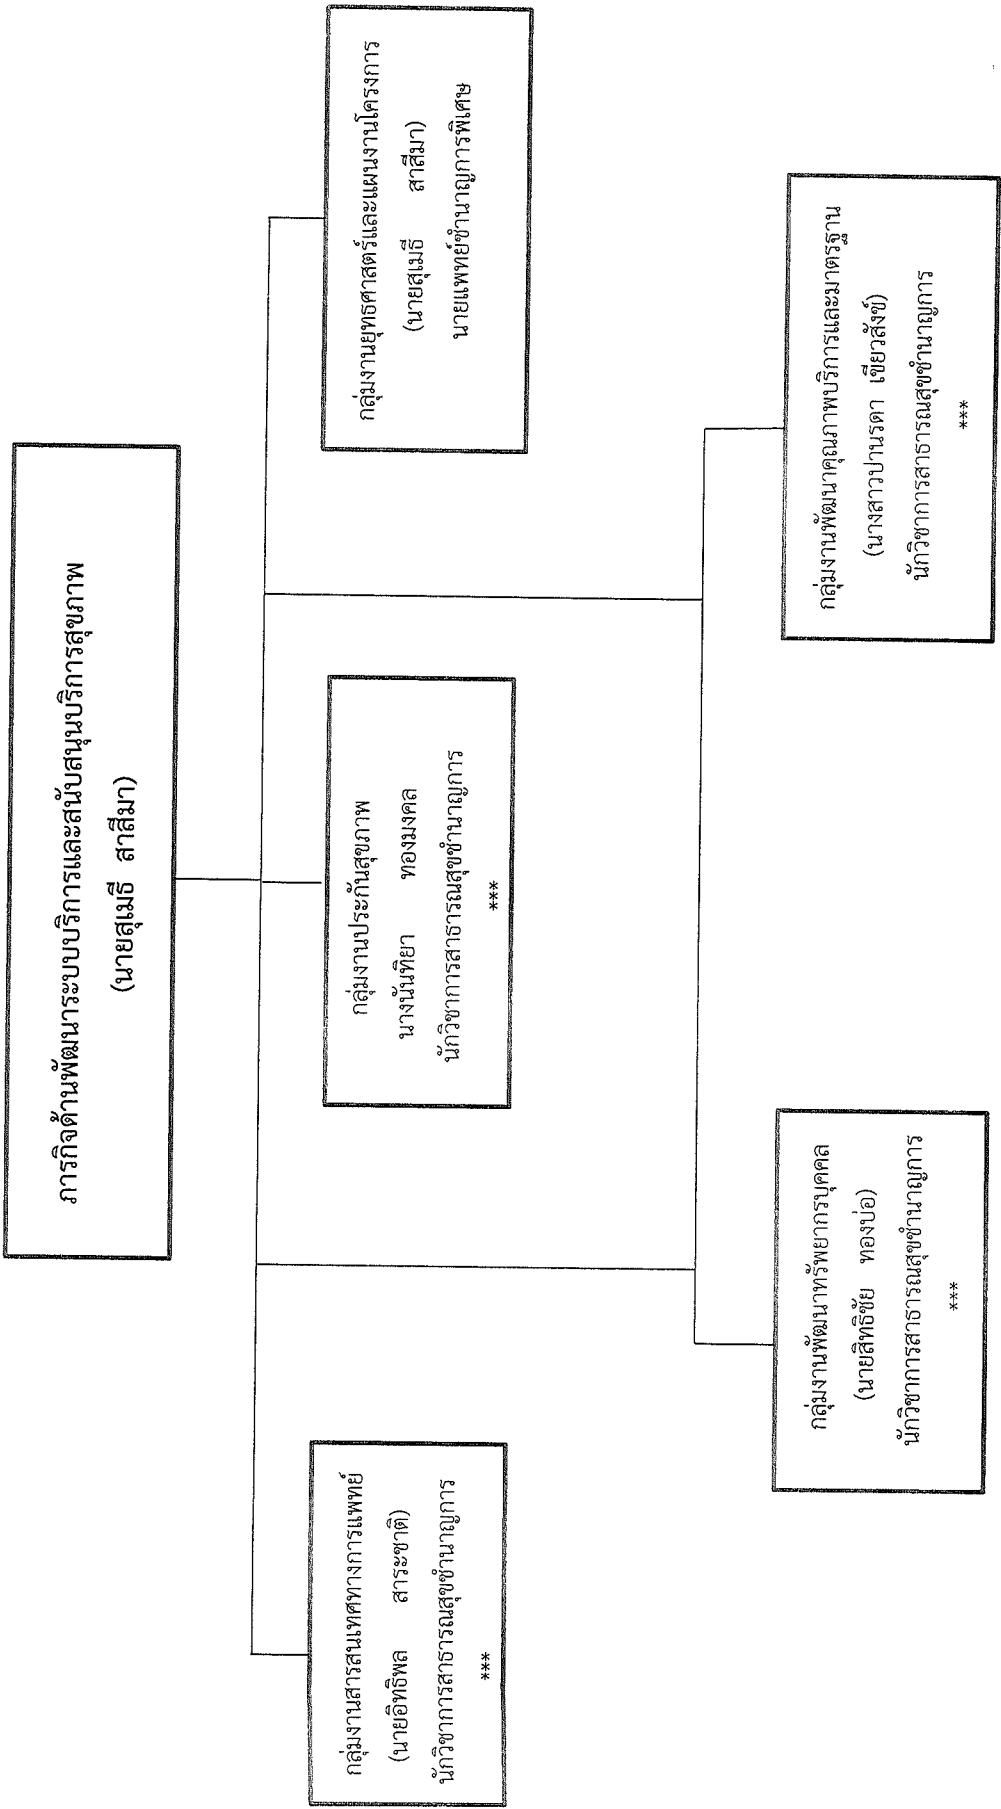 ภารกิจด้านพัฒนาระบบบริการและสนับสนุนบริการสุขภาพ
(นายสุเมธี สาสีมา)
กลุ่มงานสารสนเทศทางการแพทย์
(นายอิทธิพล สาระชาติ)
นักวิชาการสาธารณสุขชำนาญการ
***
กลุ่มงานประกันสุขภาพ
นางนันทิยา ทองมงคล
นักวิชาการสาธารณสุขชำนาญการ
***
กลุ่มงานยุทธศาสตร์และแผนงานโครงการ
(นายสุเมธี สาสีมา)
นายแพทย์ชำนาญการพิเศษ
กลุ่มงานพัฒนาทรัพยากรบุคคล
(นายสิทธิชัย ทองบ่อ)
นักวิชาการสาธารณสุขชำนาญการ
***
กลุ่มงานพัฒนาคุณภาพบริการและมาตรฐาน
(นางสาวปานรดา เขียวสังข์)
นักวิชาการสาธารณสุขชำนาญการ
***